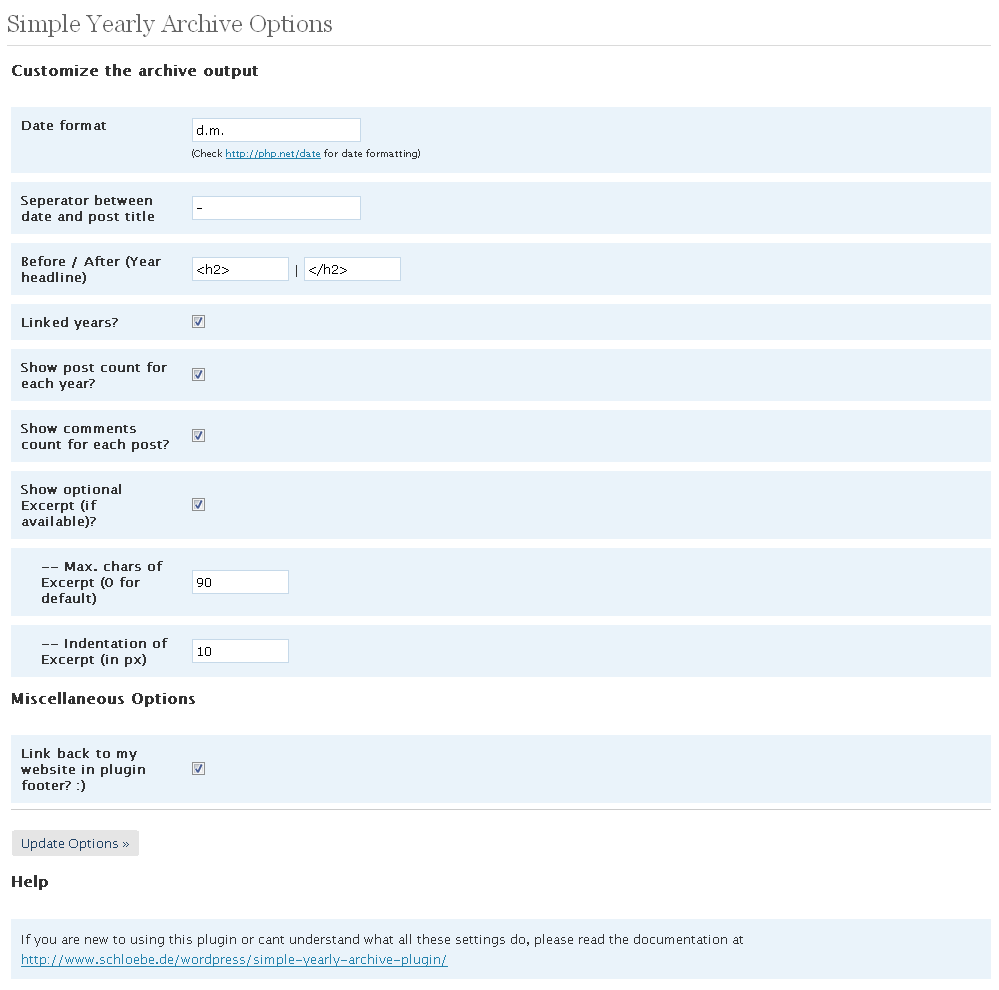 Simple Yearly Archive Options
Customize the archive output
Date format
d.m.
(Check http://php.net/date for date formatting)
Seperator between
date and post title
-
Before / After (Year
headline)
<h2> | </h2>
Linked years?
Show post count for
each year?
Show comments
count for each post?
Show optional
Excerpt (if
available)?
-- Max. chars of
Excerpt (0 for
default)
90
-- Indentation of
Excerpt (in px)
10
Miscellaneous Options
Link back to my
website in plugin
footer? :)
Update Options »
Help
If you are new to using this plugin or cant understand what all these settings do, please read the documentation at
http://www.schloebe.de/wordpress/simple-yearly-archive-plugin/